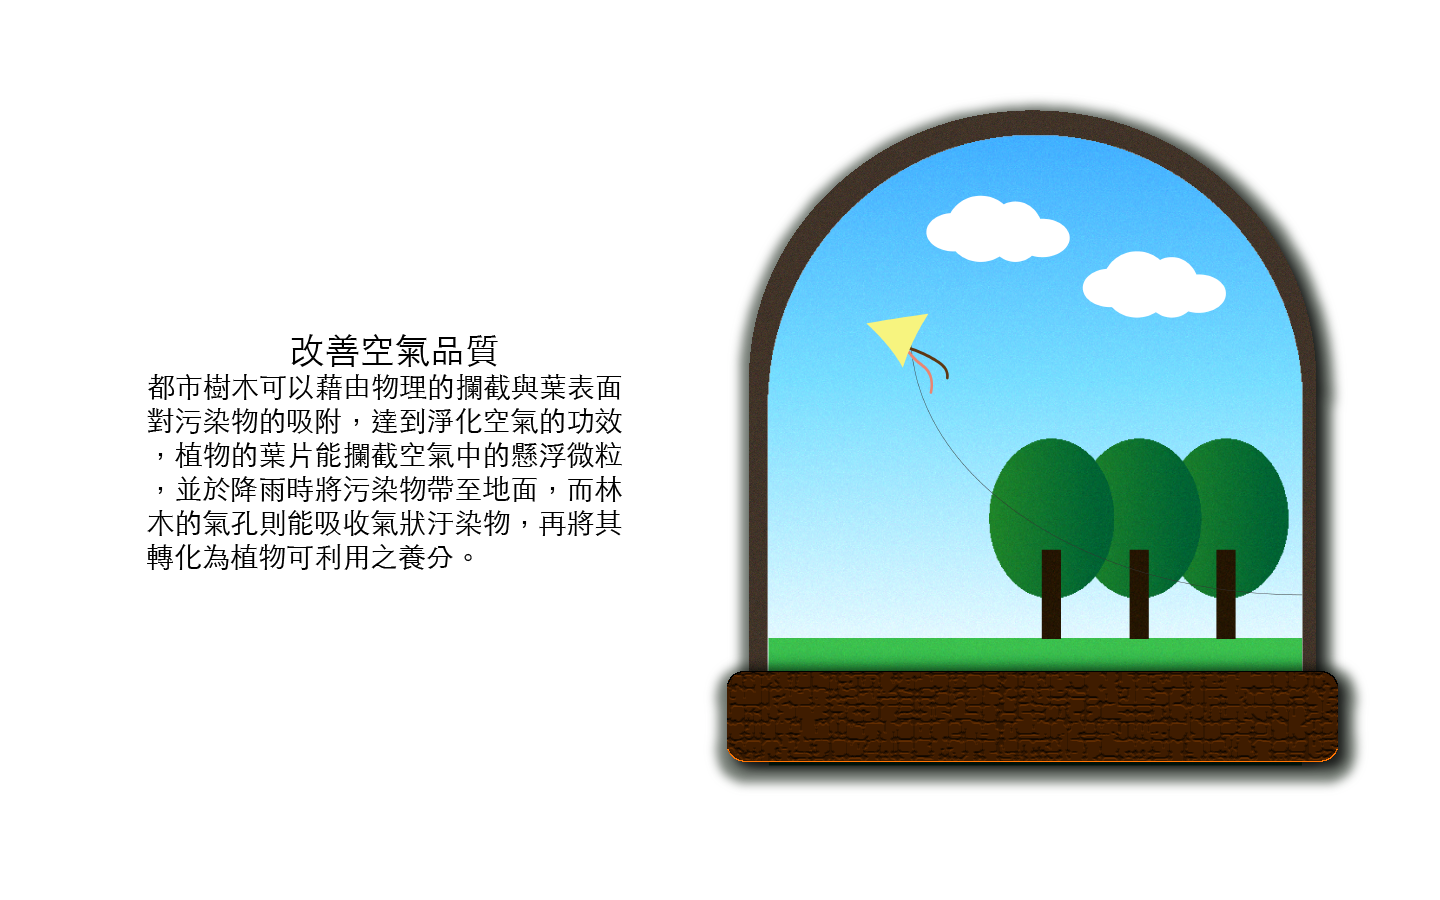 改善空氣品質
都市樹木可以藉由物理的攔截與葉表面
對污染物的吸附，達到淨化空氣的功效
，植物的葉片能攔截空氣中的懸浮微粒
，並於降雨時將污染物帶至地面，而林
木的氣孔則能吸收氣狀汙染物，再將其
轉化為植物可利用之養分。